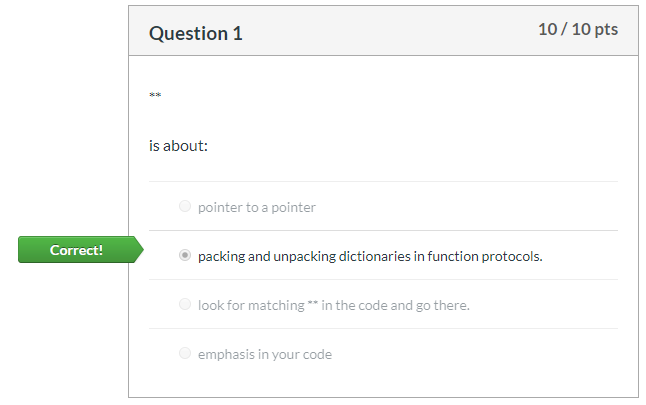 Question 1
10 / 10 pts
**
is about:
pointer to a pointer
Correct!
packing and unpacking dictionaries in function protocols.
look for matching ** in the code and go there.
emphasis in your code